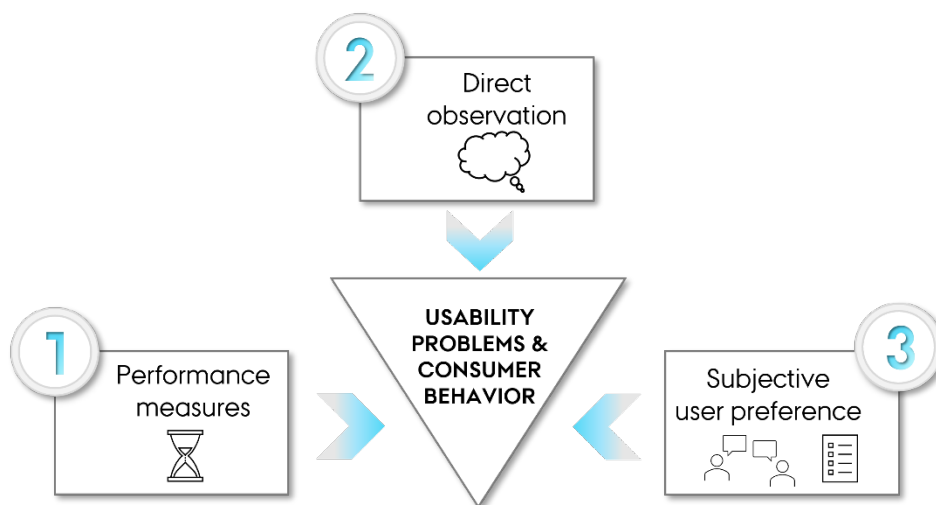 2
Direct
observation
1
Performance
measures
USABILITY
PROBLEMS &
CONSUMER
BEHAVIOR
3
Subjective
user preference